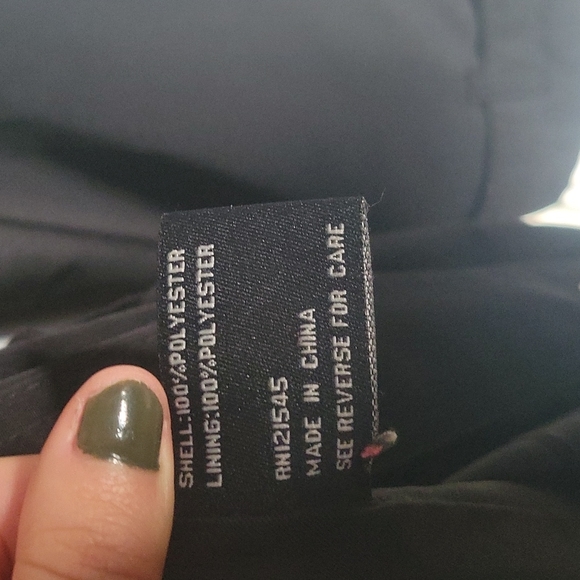 SHELL:100%POLYESTER
LINING:100%POLYESTER
RN121545
MADE IN CHINA
SEE REVERSE FOR CARE